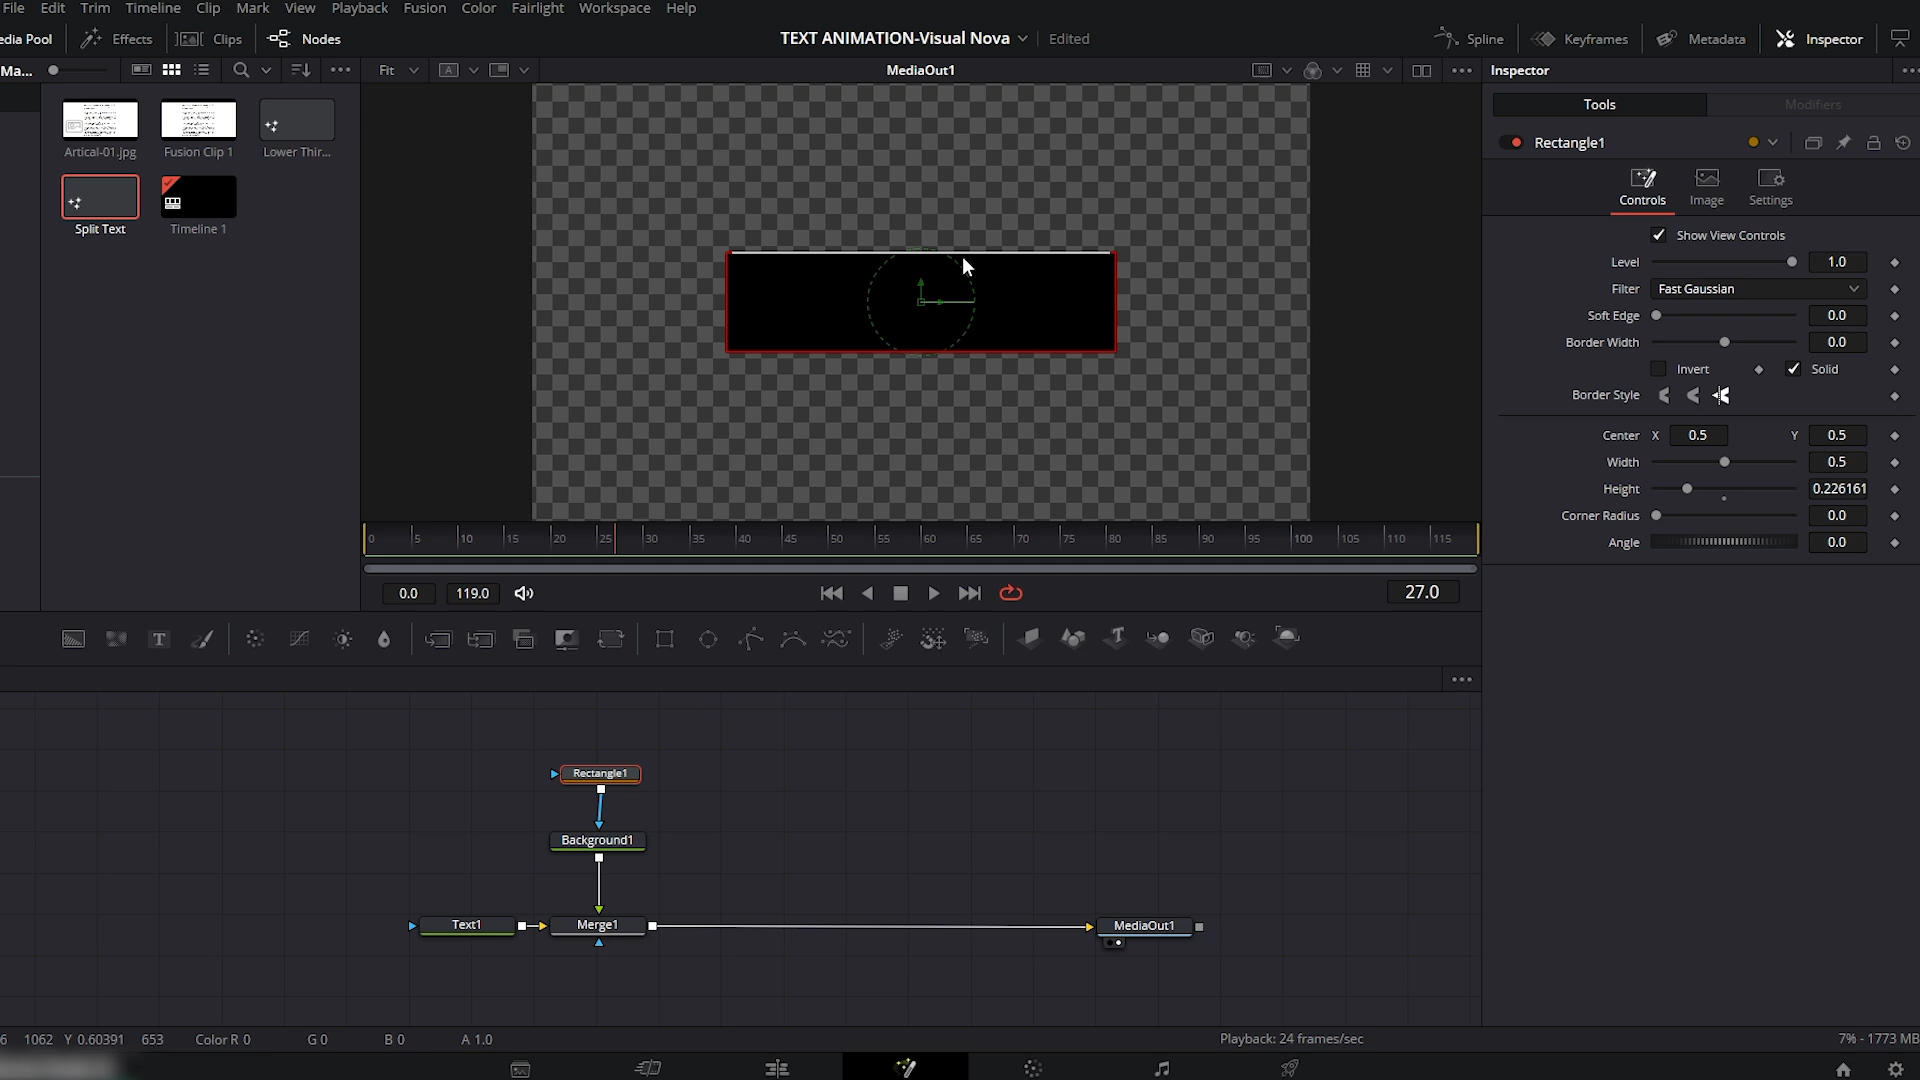 File Edit Trim Timeline Clip Mark View Playback Fusion Color Fairlight Workspace Help
edia Pool Effects Clips Nodes TEXT ANIMATION-Visual Nova Edited Spline Keyframes Metadata Inspector
Ma... Fit A MediaOut1 Inspector
Tools Modifiers
Artical-01.jpg Fusion Clip 1 Lower Thir...
Split Text Timeline 1
Rectangle1
Controls Image Settings
Show View Controls
Level 1.0
Filter Fast Gaussian
Soft Edge 0.0
Border Width 0.0
Invert Solid
Border Style
Center X 0.5 Y 0.5
Width 0.5
Height 0.226161
Corner Radius 0.0
Angle 0.0
0 5 10 15 20 25 30 35 40 45 50 55 60 65 70 75 80 85 90 95 100 105 110 115
0.0 119.0 27.0
T
Rectangle1
Background1
Text1 Merge1 MediaOut1
6 1062 Y 0.60391 653 Color R 0 G 0 B 0 A 1.0 Playback: 24 frames/sec 7% - 1773 MB